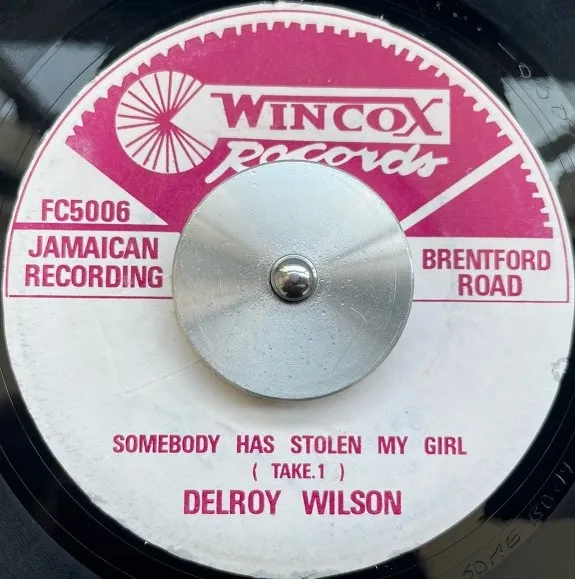 WINCOX
Records
FC5006
JAMAICAN
RECORDING
BRENTFORD
ROAD
SOMEBODY HAS STOLEN MY GIRL
( TAKE.1 )
DELROY WILSON